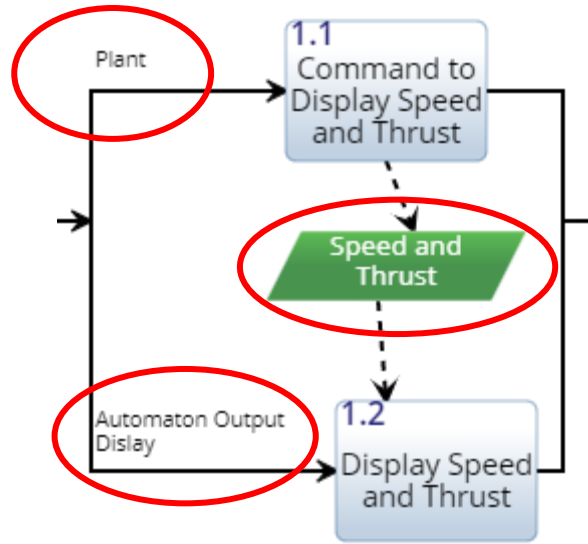 Plant
1.1
Command to
Display Speed
and Thrust
Speed and
Thrust
Automaton Output
Dislay
1.2
Display Speed
and Thrust